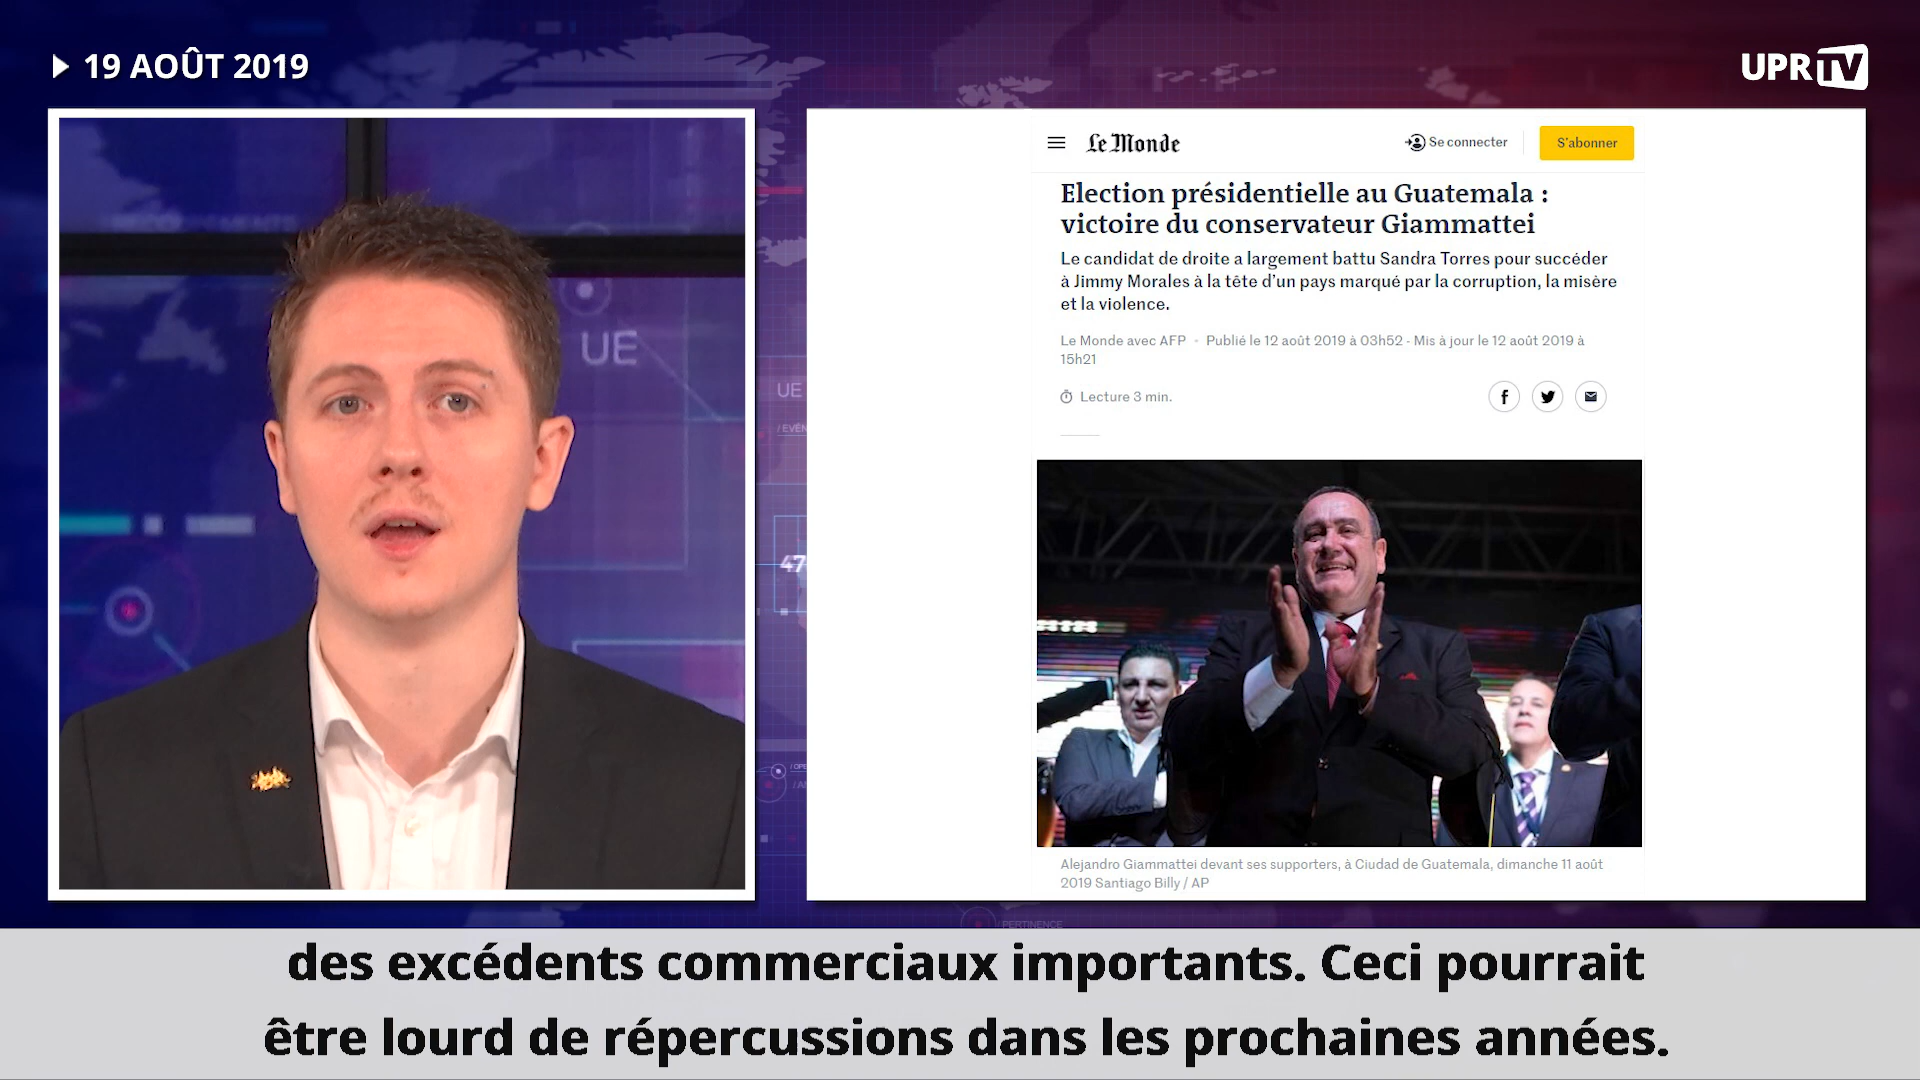 19 AOÛT 2019
UPR TV
UE
UE
47
Le Monde
Se connecter
S'abonner
Election présidentielle au Guatemala :
victoire du conservateur Giammattei
Le candidat de droite a largement battu Sandra Torres pour succéder
à Jimmy Morales à la tête d'un pays marqué par la corruption, la misère
et la violence.
Le Monde avec AFP • Publié le 12 août 2019 à 03h52 - Mis à jour le 12 août 2019 à
15h21
Lecture 3 min.
Alejandro Giammattei devant ses supporters, à Ciudad de Guatemala, dimanche 11 août
2019 Santiago Billy / AP
/ PERTINENCE
des excédents commerciaux importants. Ceci pourrait
être lourd de répercussions dans les prochaines années.